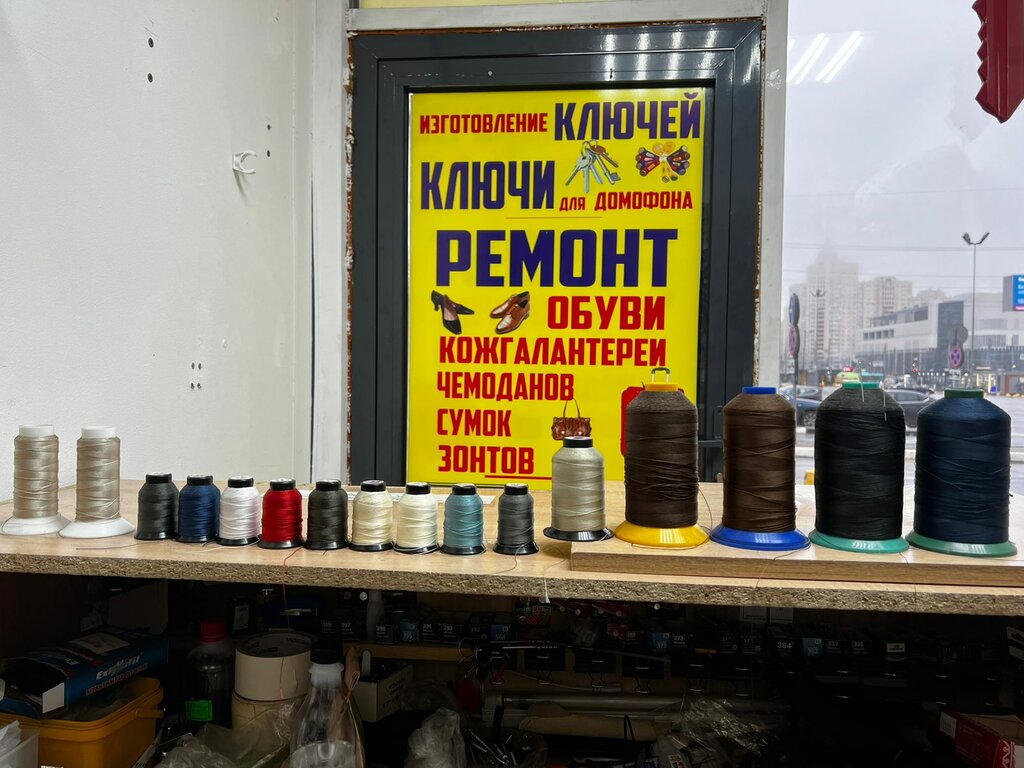 ИЗГОТОВЛЕНИЕ КЛЮЧЕЙ
КЛЮЧИ для ДОМОФОНА
РЕМОНТ
ОБУВИ
КОЖГАЛАНТЕРЕИ
ЧЕМОДАНОВ
СУМОК
ЗОНТОВ